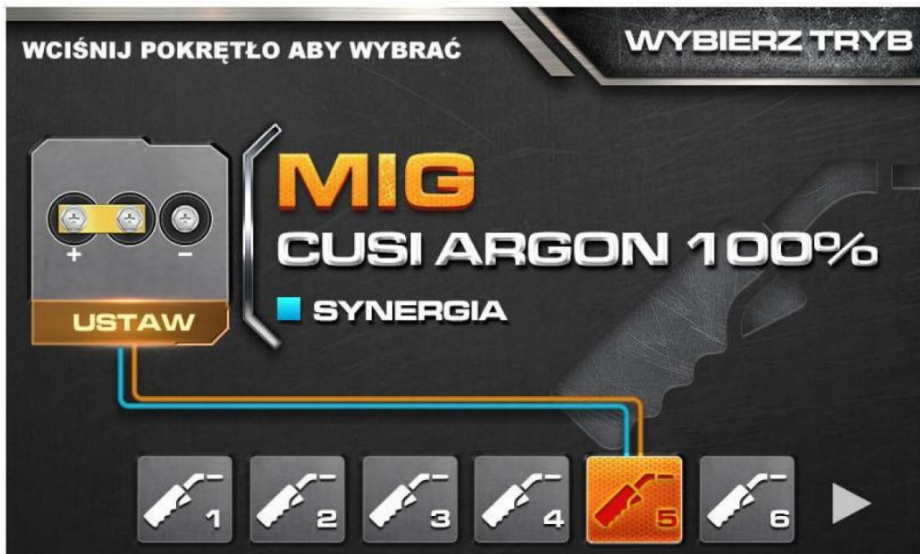 WCIŚNIJ POKRĘTŁO ABY WYBRAĆ
WYBIERZ TRYB
MIG
CUSI ARGON 100%
SYNERGIA
+ -
USTAW
1 2 3 4 5 6